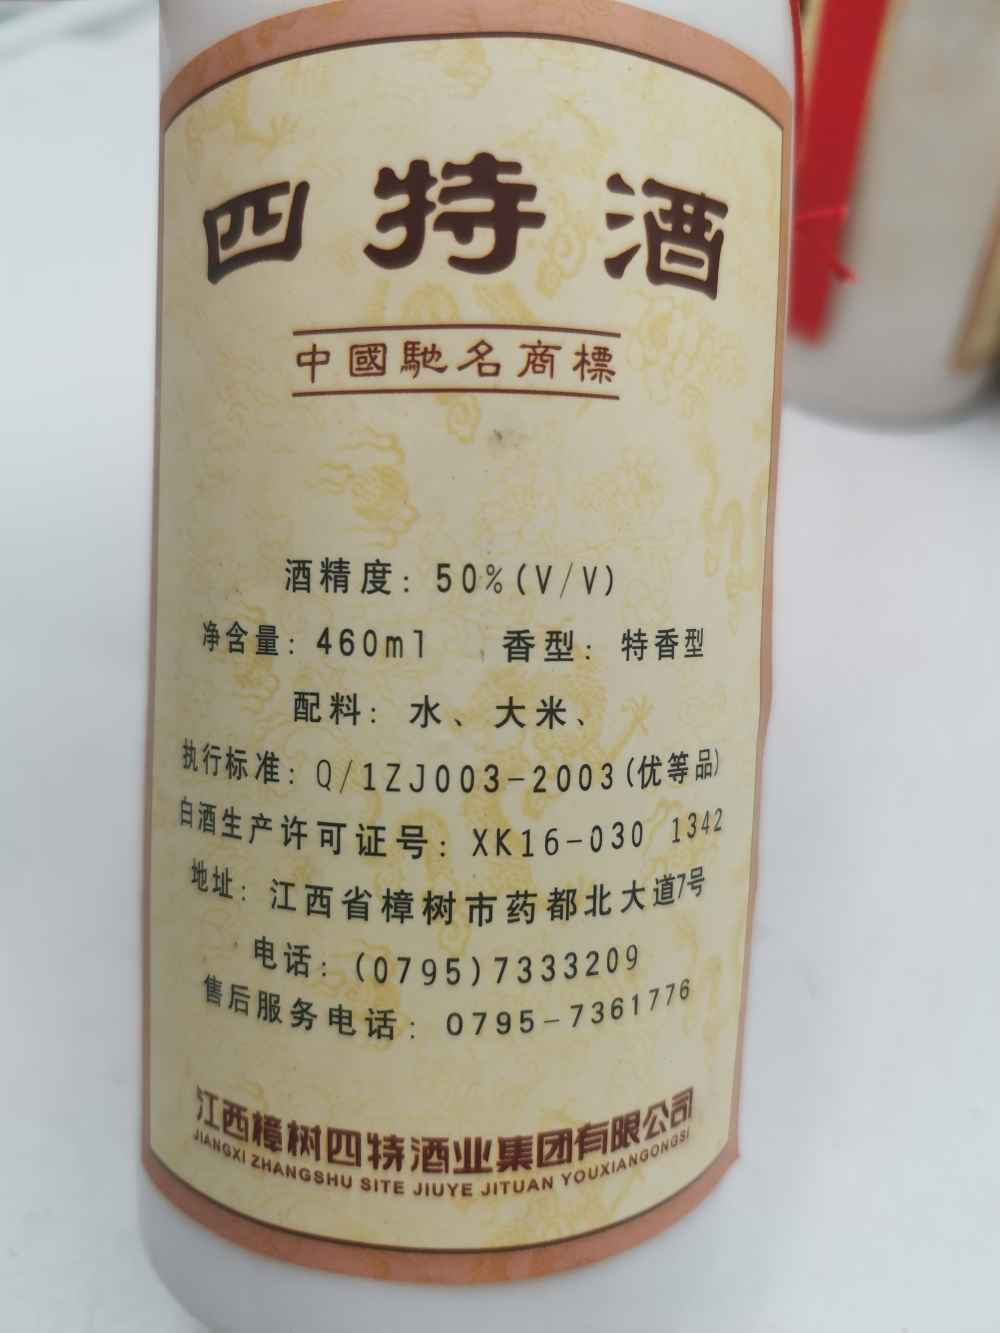 四特酒
中國馳名商標
酒精度：50%(V/V)
净含量：460ml 香型：特香型
配料：水、大米、
执行标准：Q/1ZJ003-2003(优等品)
白酒生产许可证号：XK16-030 1342
地址：江西省樟树市药都北大道7号
电话：(0795)7333209
售后服务电话：0795-7361776
江西樟树四特酒业集团有限公司
JIANGXI ZHANGSHU SITE JIUYE JITUAN YOUXIANGONGSI